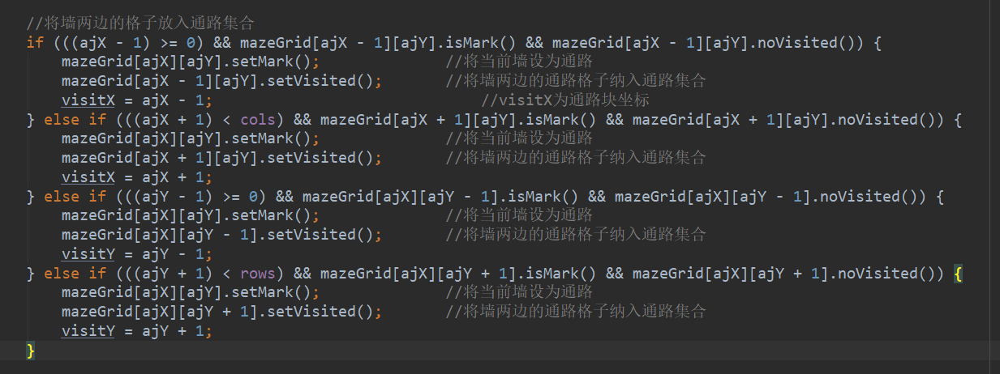 //将墙两边的格子放入通路集合
if (((ajX - 1) >= 0) && mazeGrid[ajX - 1][ajY].isMark() && mazeGrid[ajX - 1][ajY].noVisited()) {
    mazeGrid[ajX][ajY].setMark();              //将当前墙设为通路
    mazeGrid[ajX - 1][ajY].setVisited();       //将墙两边的通路格子纳入通路集合
    visitX = ajX - 1;                              //visitX为通路块坐标
} else if (((ajX + 1) < cols) && mazeGrid[ajX + 1][ajY].isMark() && mazeGrid[ajX + 1][ajY].noVisited()) {
    mazeGrid[ajX][ajY].setMark();              //将当前墙设为通路
    mazeGrid[ajX + 1][ajY].setVisited();       //将墙两边的通路格子纳入通路集合
    visitX = ajX + 1;
} else if (((ajY - 1) >= 0) && mazeGrid[ajX][ajY - 1].isMark() && mazeGrid[ajX][ajY - 1].noVisited()) {
    mazeGrid[ajX][ajY].setMark();              //将当前墙设为通路
    mazeGrid[ajX][ajY - 1].setVisited();       //将墙两边的通路格子纳入通路集合
    visitY = ajY - 1;
} else if (((ajY + 1) < rows) && mazeGrid[ajX][ajY + 1].isMark() && mazeGrid[ajX][ajY + 1].noVisited()) {
    mazeGrid[ajX][ajY].setMark();              //将当前墙设为通路
    mazeGrid[ajX][ajY + 1].setVisited();       //将墙两边的通路格子纳入通路集合
    visitY = ajY + 1;
}